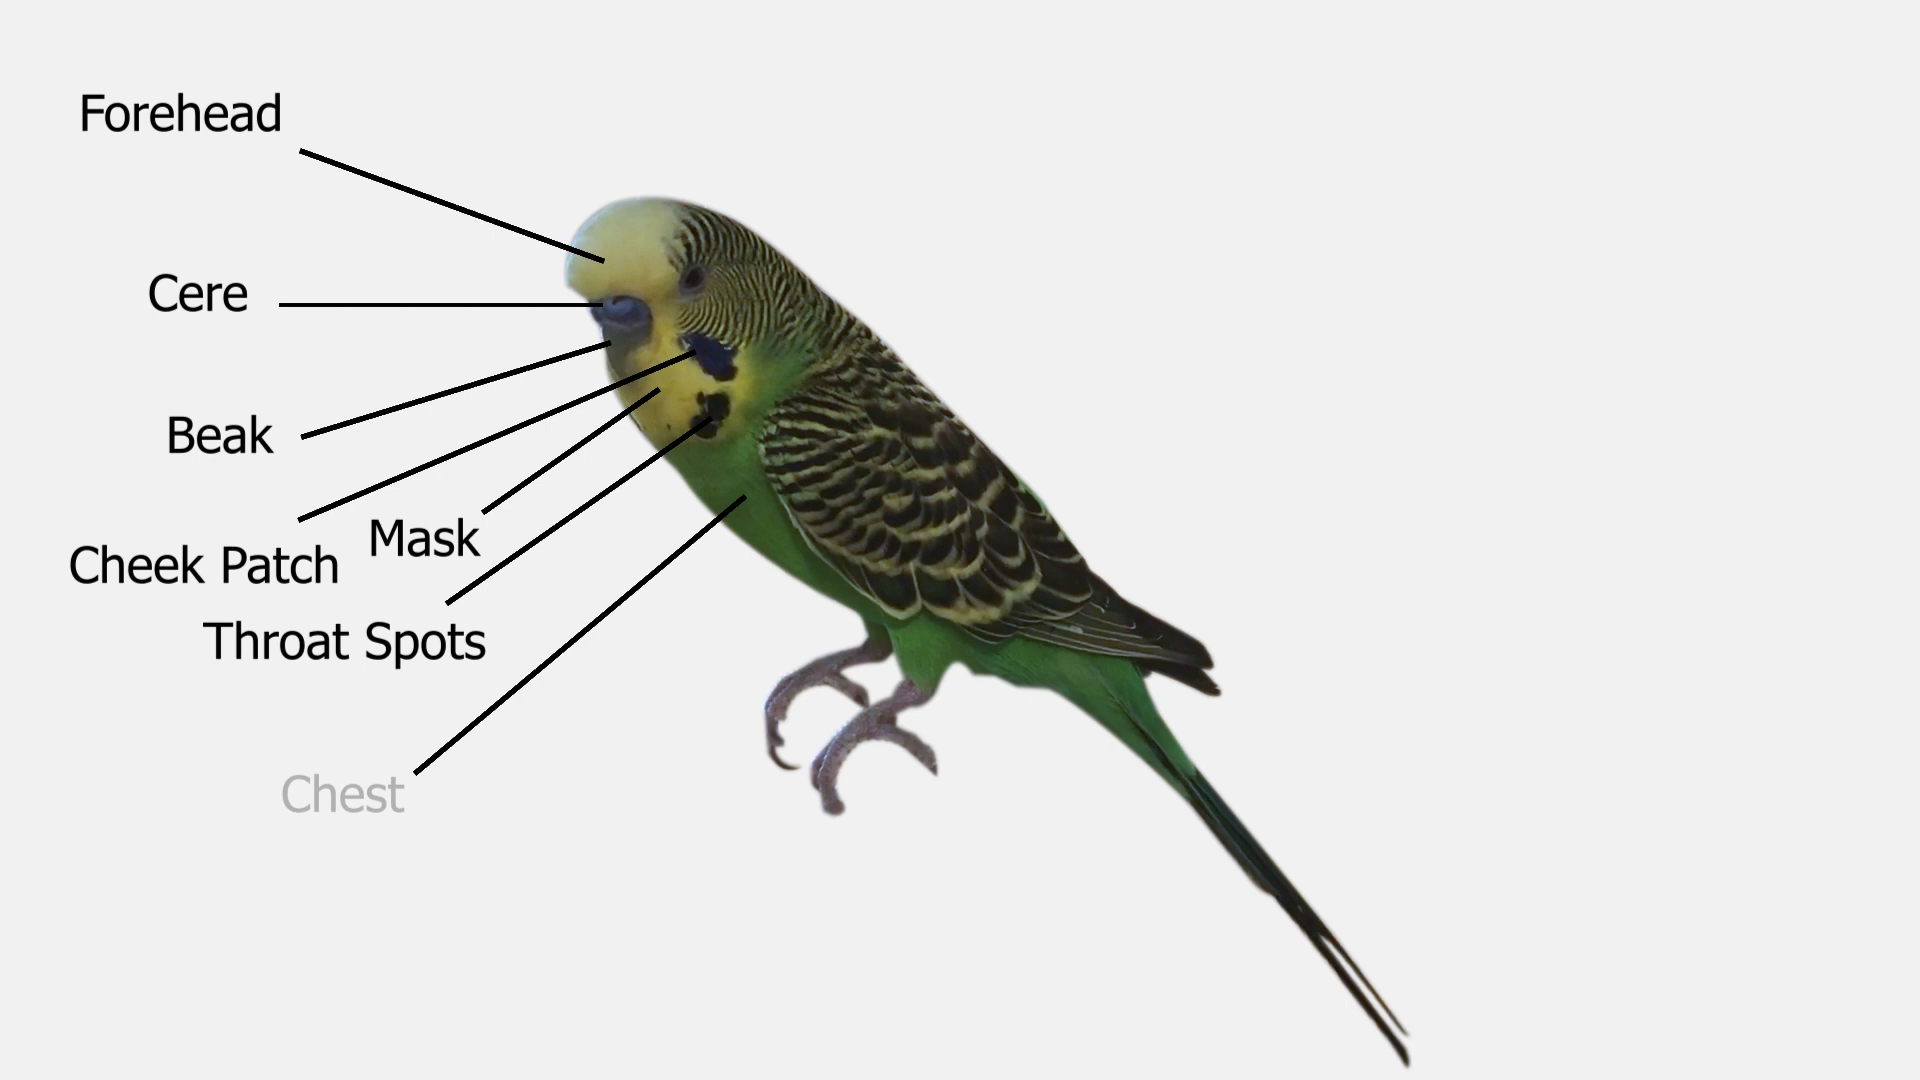 Forehead
Cere
Beak
Cheek Patch
Mask
Throat Spots
Chest